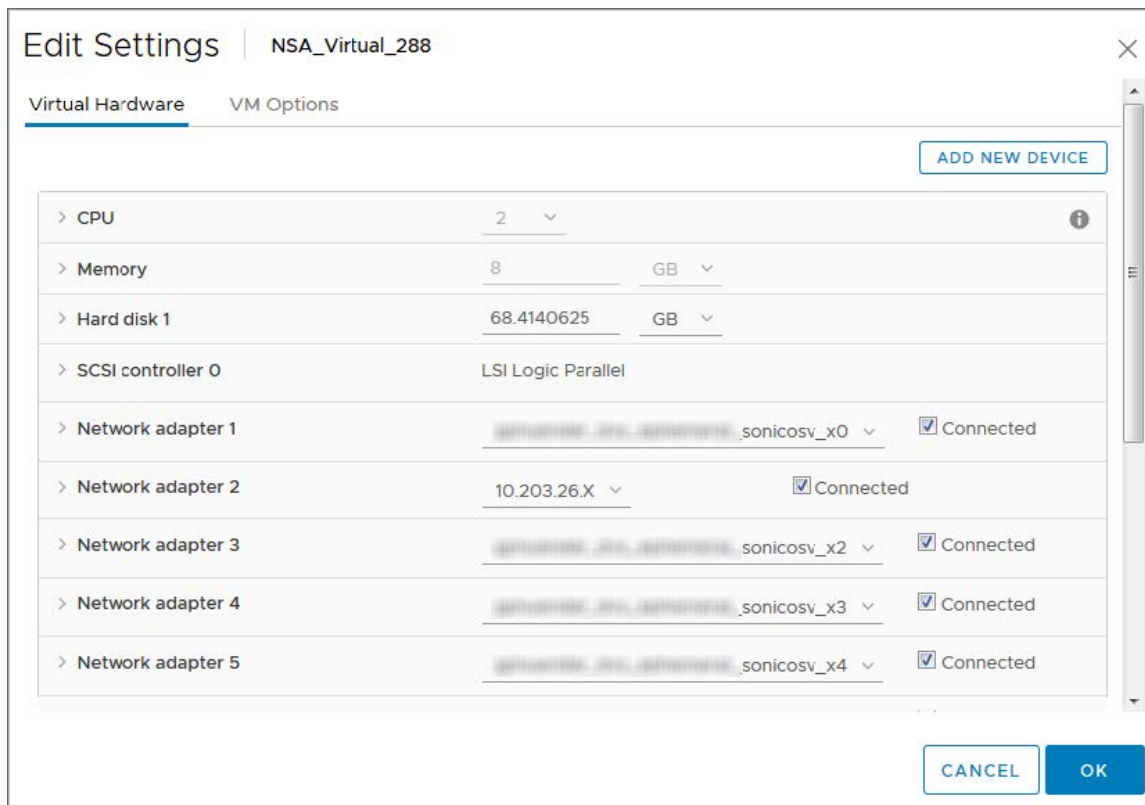 Edit Settings NSA_Virtual_288
Virtual Hardware VM Options
ADD NEW DEVICE
CPU 2
Memory 8 GB
Hard disk 1 68.4140625 GB
SCSI controller 0 LSI Logic Parallel
Network adapter 1 _sonicosv_x0 Connected
Network adapter 2 10.203.26.X Connected
Network adapter 3 sonicosv_x2 Connected
Network adapter 4 _sonicosv_x3 Connected
Network adapter 5 sonicosv_x4 Connected
CANCEL OK